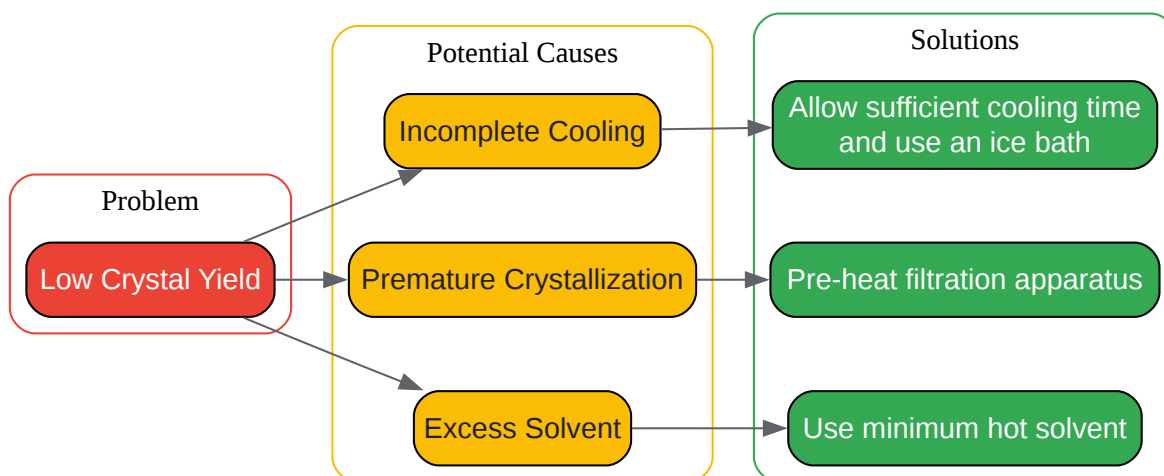 Problem
Low Crystal Yield
Potential Causes
Incomplete Cooling
Premature Crystallization
Excess Solvent
Solutions
Allow sufficient cooling time
and use an ice bath
Pre-heat filtration apparatus
Use minimum hot solvent